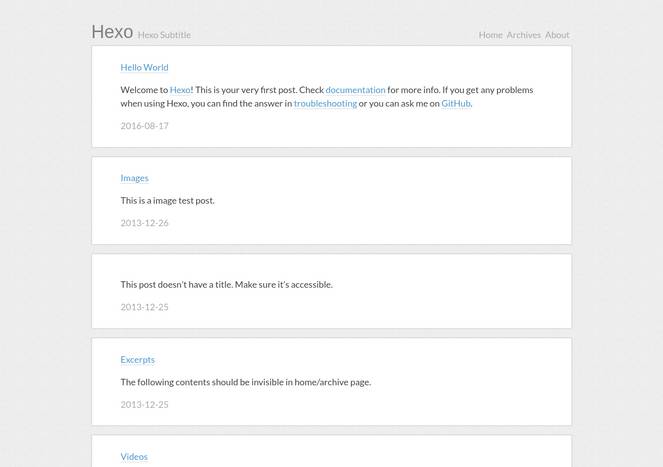 Hexo Hexo Subtitle Home Archives About
Hello World
Welcome to Hexo! This is your very first post. Check documentation for more info. If you get any problems
when using Hexo, you can find the answer in troubleshooting or you can ask me on GitHub.
2016-08-17
Images
This is a image test post.
2013-12-26
This post doesn't have a title. Make sure it's accessible.
2013-12-25
Excerpts
The following contents should be invisible in home/archive page.
2013-12-25
Videos